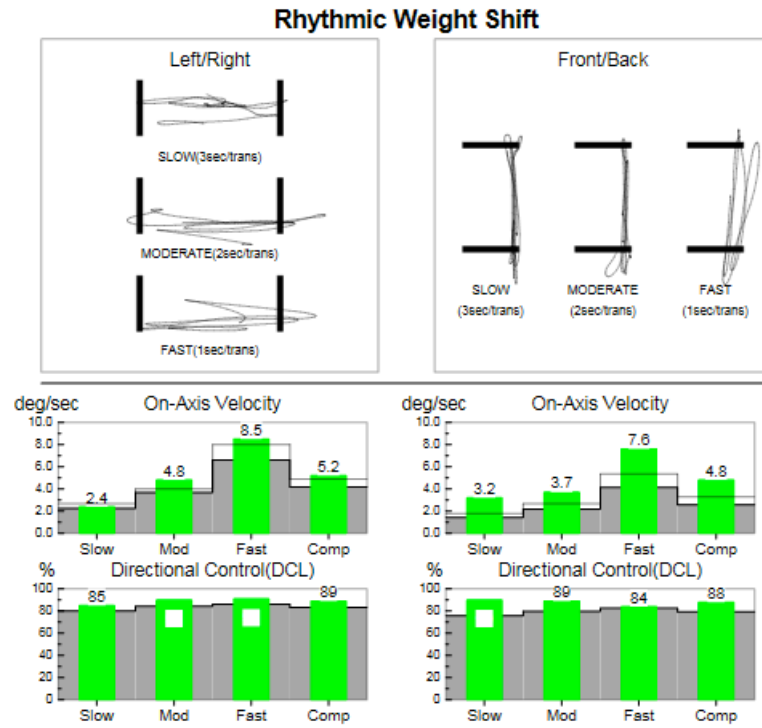 Rhythmic Weight Shift
Left/Right
SLOW(3sec/trans)
MODERATE(2sec/trans)
FAST(1sec/trans)
Front/Back
SLOW MODERATE FAST
(3sec/trans) (2sec/trans) (1sec/trans)
deg/sec On-Axis Velocity
10.0
8.0
6.0
4.0
2.0
0.0
2.4 4.8 8.5 5.2
Slow Mod Fast Comp
deg/sec On-Axis Velocity
10.0
8.0
6.0
4.0
2.0
0.0
3.2 3.7 7.6 4.8
Slow Mod Fast Comp
% Directional Control(DCL)
100
80
60
40
20
0
85 89
Slow Mod Fast Comp
% Directional Control(DCL)
100
80
60
40
20
0
89 84 88
Slow Mod Fast Comp